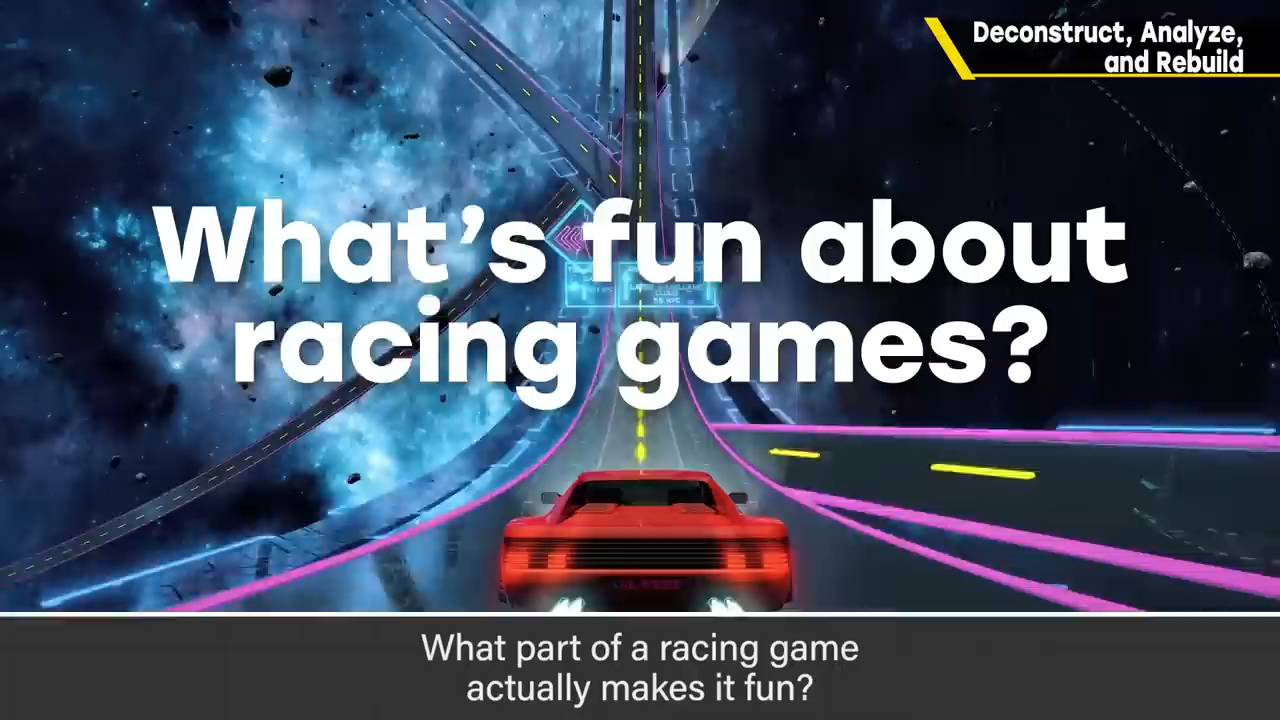 Deconstruct, Analyze,
and Rebuild
What's fun about
racing games?
What part of a racing game
actually makes it fun?